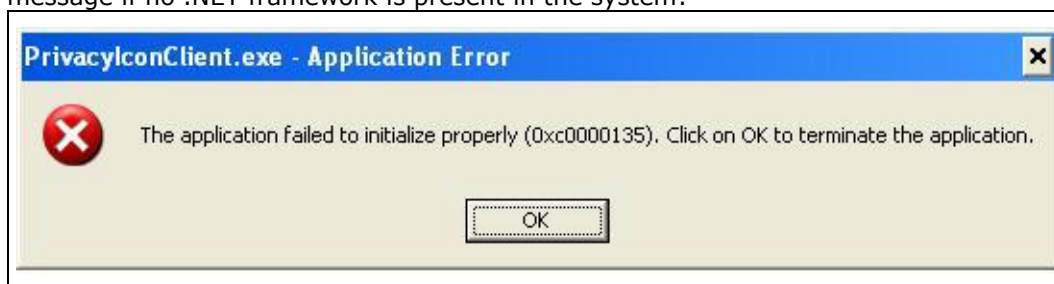 message if no .NET framework is present in the system:
PrivacyIconClient.exe - Application Error
The application failed to initialize properly (0xc0000135). Click on OK to terminate the application.
OK